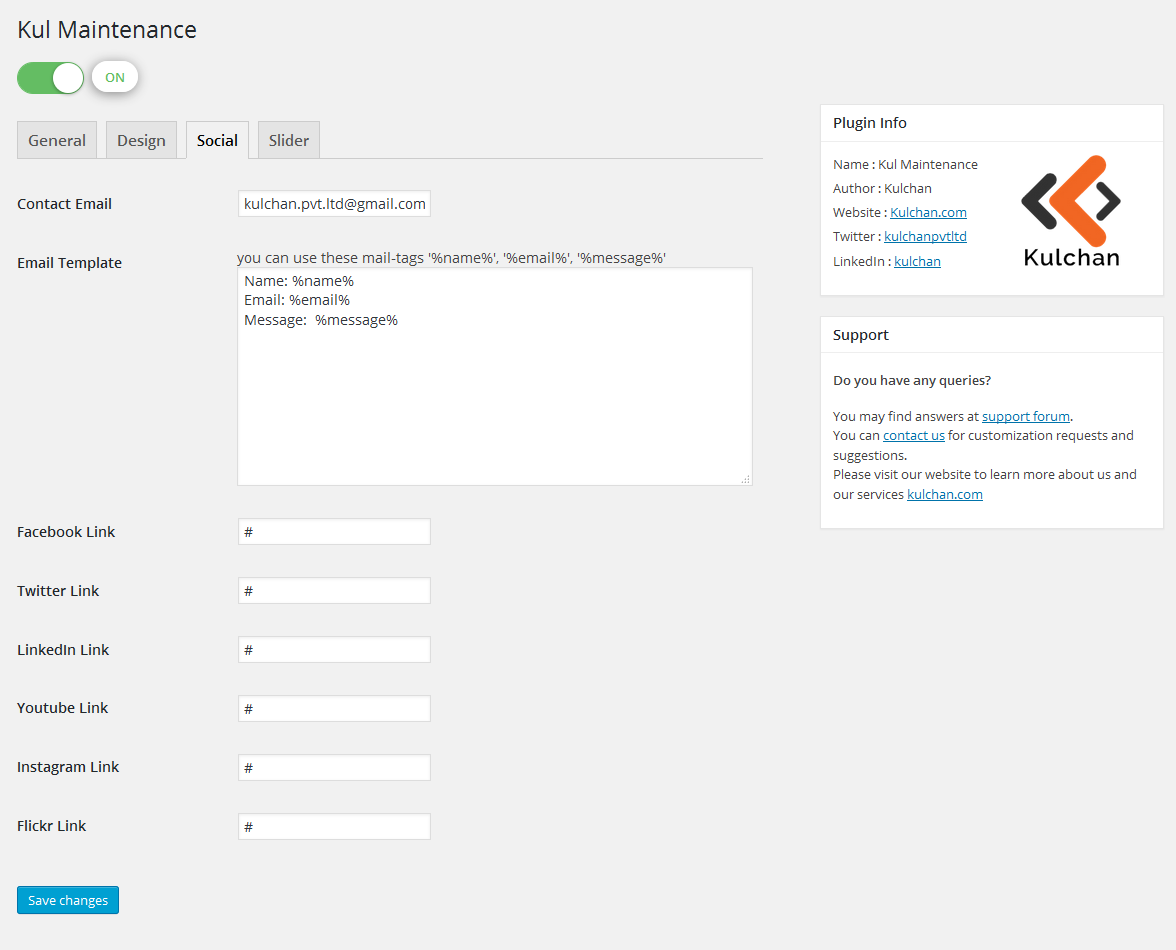 Kul Maintenance
ON
General
Design
Social
Slider
Contact Email
kulchan.pvt.ltd@gmail.com
Email Template
you can use these mail-tags '%name%', '%email%', '%message%'
Name: %name%
Email: %email%
Message:  %message%
Facebook Link
#
Twitter Link
#
LinkedIn Link
#
Youtube Link
#
Instagram Link
#
Flickr Link
#
Save changes
Plugin Info
Name : Kul Maintenance
Author : Kulchan
Website : Kulchan.com
Twitter : kulchanpvtltd
LinkedIn : kulchan
Kulchan
Support
Do you have any queries?
You may find answers at support forum.
You can contact us for customization requests and
suggestions.
Please visit our website to learn more about us and
our services kulchan.com